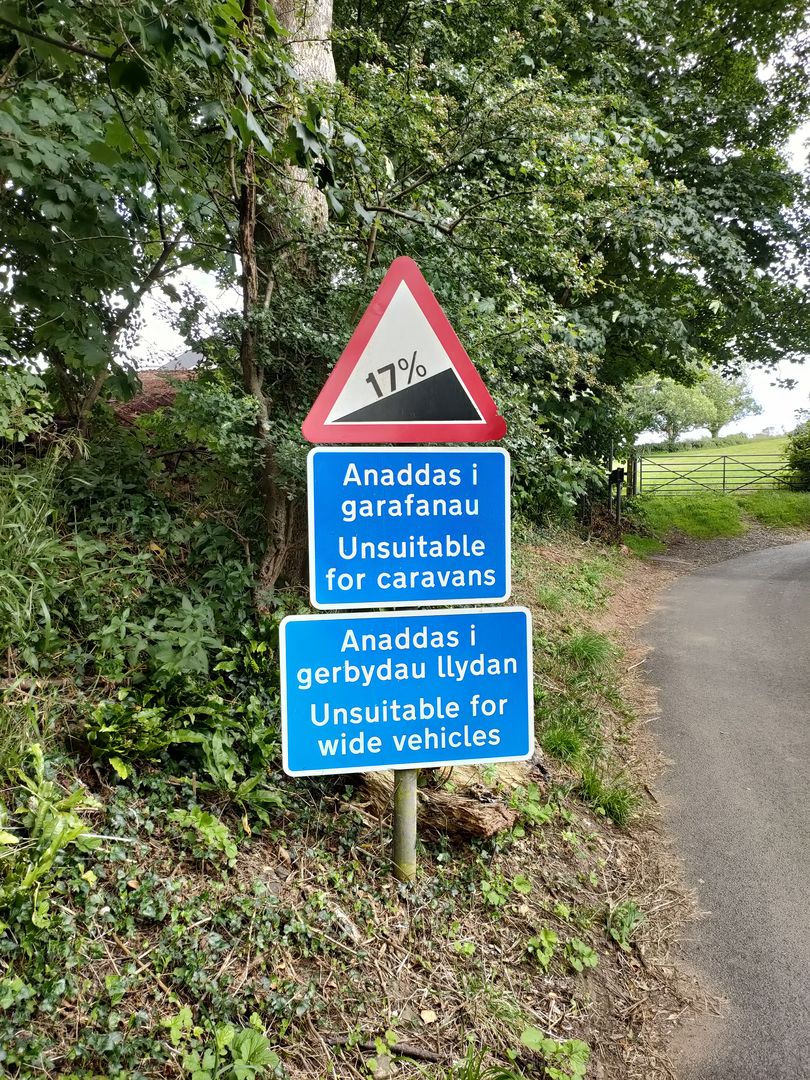 17%
Anaddas i
garafanau
Unsuitable
for caravans
Anaddas i
gerbydau llydan
Unsuitable for
wide vehicles